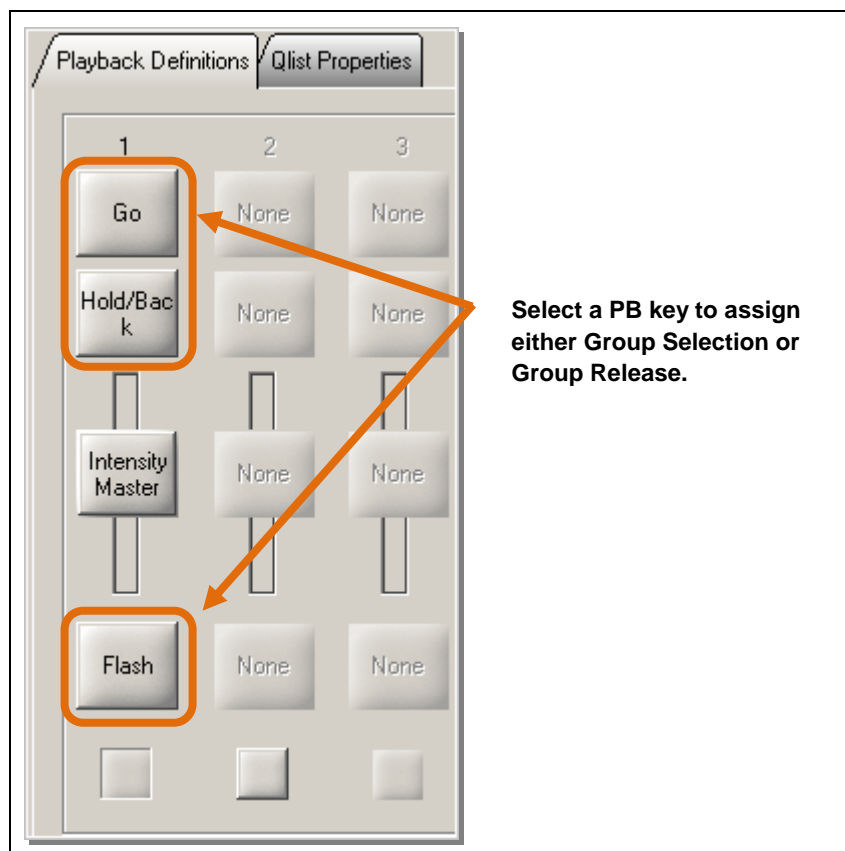 Playback Definitions Qlist Properties
1 2 3
Go None None
Hold/Bac
k None None
Intensity
Master None None
Flash None None
Select a PB key to assign
either Group Selection or
Group Release.